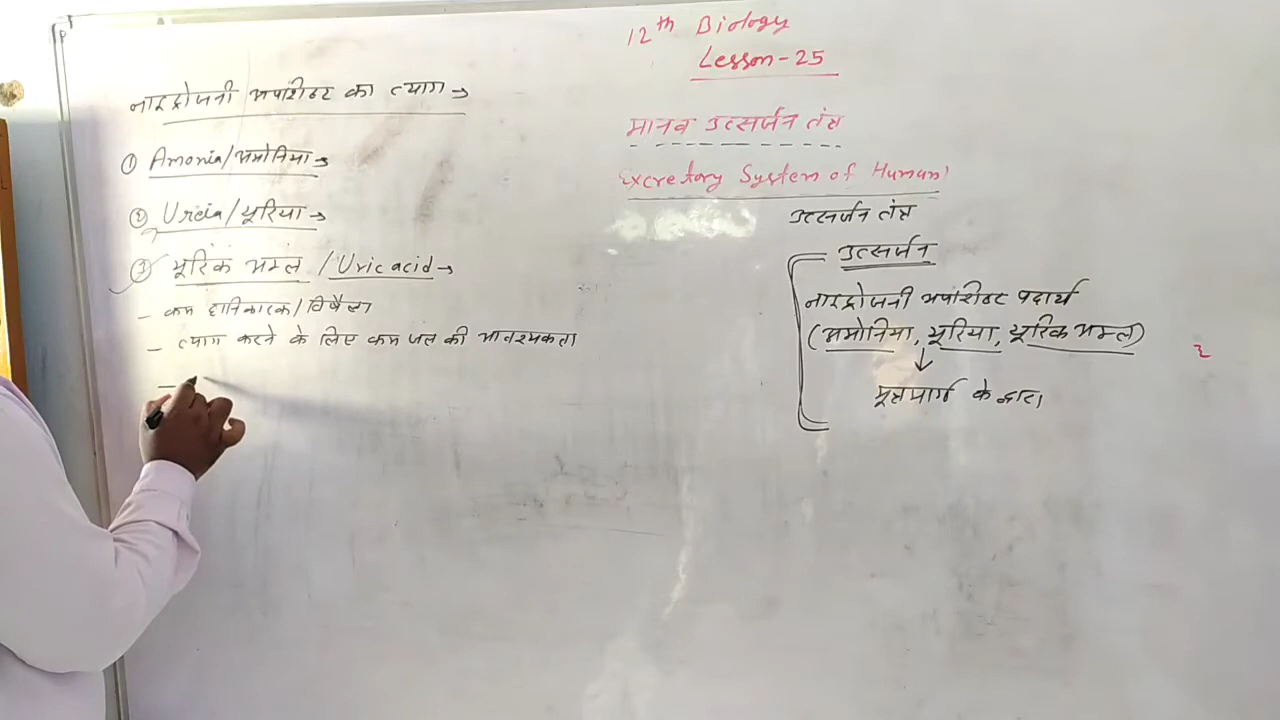 12th Biology
Lesson-25
मानव उत्सर्जन तंत्र
Excretory System of Human
उत्सर्जन तंत्र
उत्सर्जन
नाइट्रोजनी अपशिष्ट पदार्थ
(अमोनिया, यूरिया, यूरिक अम्ल)
↓
मूत्रमार्ग के द्वारा
नाइट्रोजनी अपशिष्ट का त्याग →
① Amonia/अमोनिया →
② Ureia/यूरिया →
③ यूरिक अम्ल / Uric acid →
- कम हानिकारक/विषैला
- त्याग करने के लिए कम जल की आवश्यकता
-